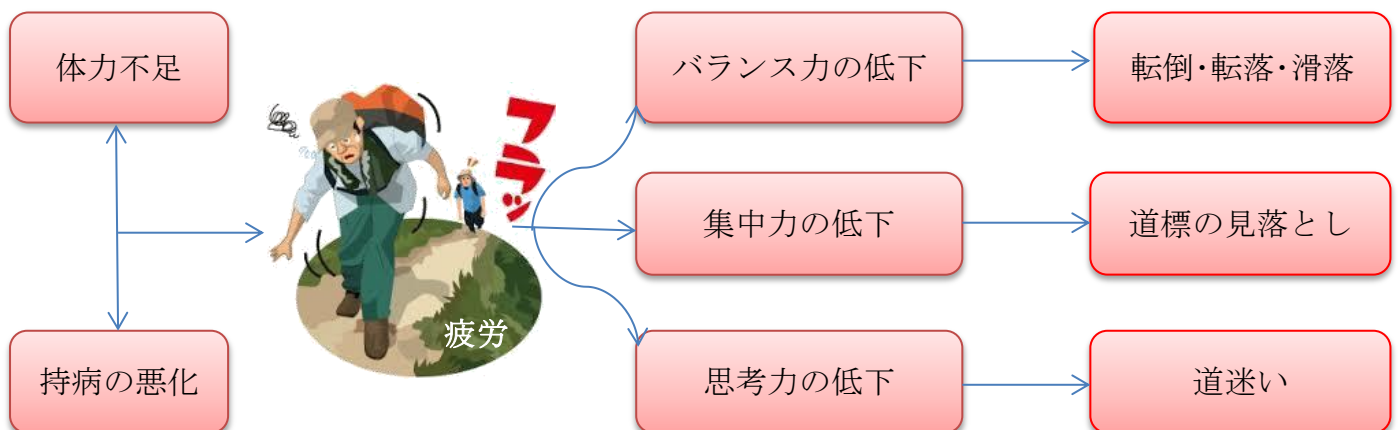 体力不足
持病の悪化
フラッ
疲労
バランス力の低下
転倒・転落・滑落
集中力の低下
道標の見落とし
思考力の低下
道迷い